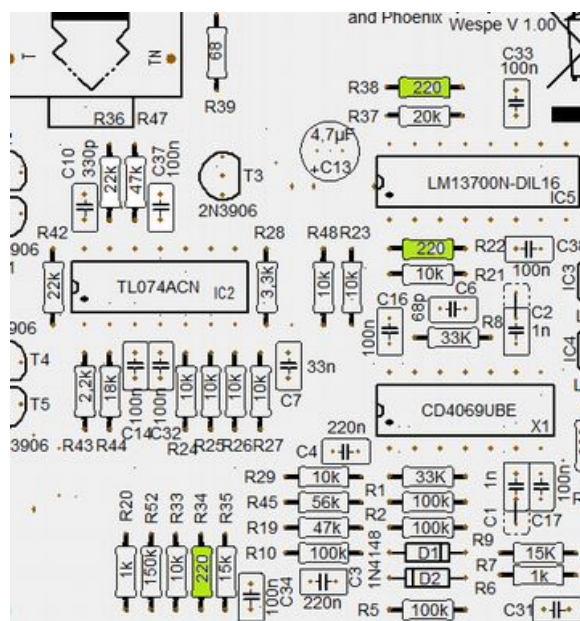 and Phoenix
Wespe V 1.00
T
TN
68
R39
C33
100n
R38
220
R37
20k
R36
R47
4,7µF
+C13
C10
330p
22k
47k
C37
100n
T3
2N3906
LM13700N-DIL16
IC5
906
R42
R28
R48
R23
220
R22
10k
R21
100n
22k
TL074ACN
IC2
3,3k
10k
10k
C16
100n
68p
C6
33K
R8
C2
1n
IC3
IC4
T4
T5
3906
2,2k
18k
100n
100n
10k
10k
10k
10k
33n
C7
R43
R44
C14
C32
R24
R25
R26
R27
CD4069UBE
X1
220n
C4
R29
10k
R1
33K
R45
56k
R2
100k
R19
47k
100k
R10
100k
1N4148
D1
D2
R9
R7
15K
R6
1k
1n
C1
C17
100n
R20
R52
R33
R34
R35
1k
150k
10k
220
15k
100n
C34
220n
C3
R5
100k
C31